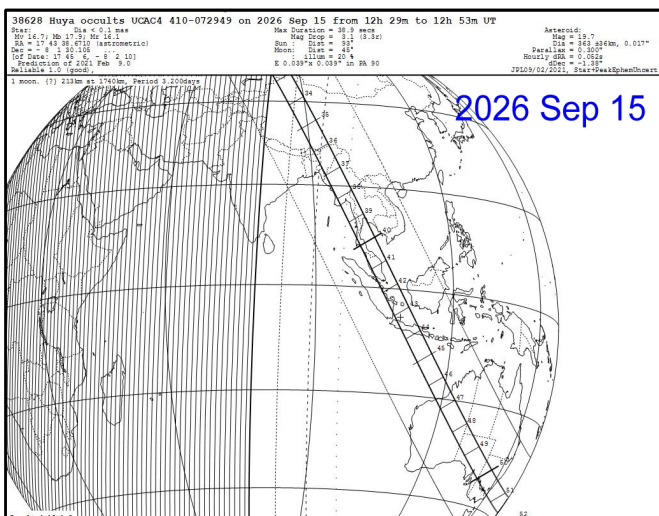 38628 Huya occults UCAC4 410-072949 on 2026 Sep 15 from 12h 29m to 12h 53m UT
Star: Dia < 0.1 mas
Mv 16.7; Mb 17.9; Mr 16.1
RA = 17 43 38.6710 (astrometric)
Dec = - 8 1 30.105 ...
[of Date: 17 45 6, - 8 2 10]
Prediction of 2021 Feb 9.0
Reliable 1.0 (good),
Max Duration = 38.9 secs
Mag Drop = 3.1 (3.3r)
Sun : Dist = 93°
Moon: Dist = 45°
: illum = 20 %
E 0.039"x 0.039" in PA 90
Asteroid:
Mag = 19.7
Dia = 363 ±36km, 0.017"
Parallax = 0.300"
Hourly dRA = 0.052s
dDec = -1.38"
JPL09/02/2021, Star+PeakEphemUncert
1 moon. (?) 213km at 1740km, Period 3.200days
2026 Sep 15
34
35
36
37
38
39
40
41
42
43
44
45
46
47
48
49
50
51
52